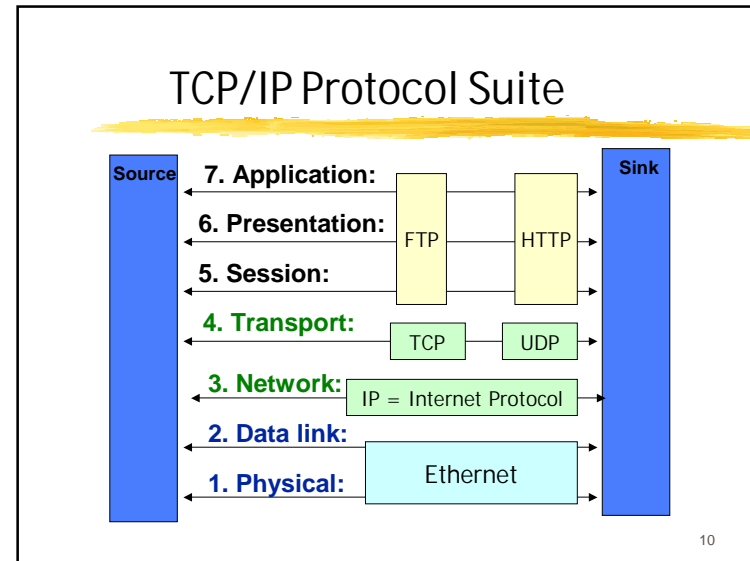 TCP/IP Protocol Suite
Source
Sink
7. Application:
6. Presentation:
FTP
HTTP
5. Session:
4. Transport:
TCP
UDP
3. Network:
IP = Internet Protocol
2. Data link:
Ethernet
1. Physical:
10